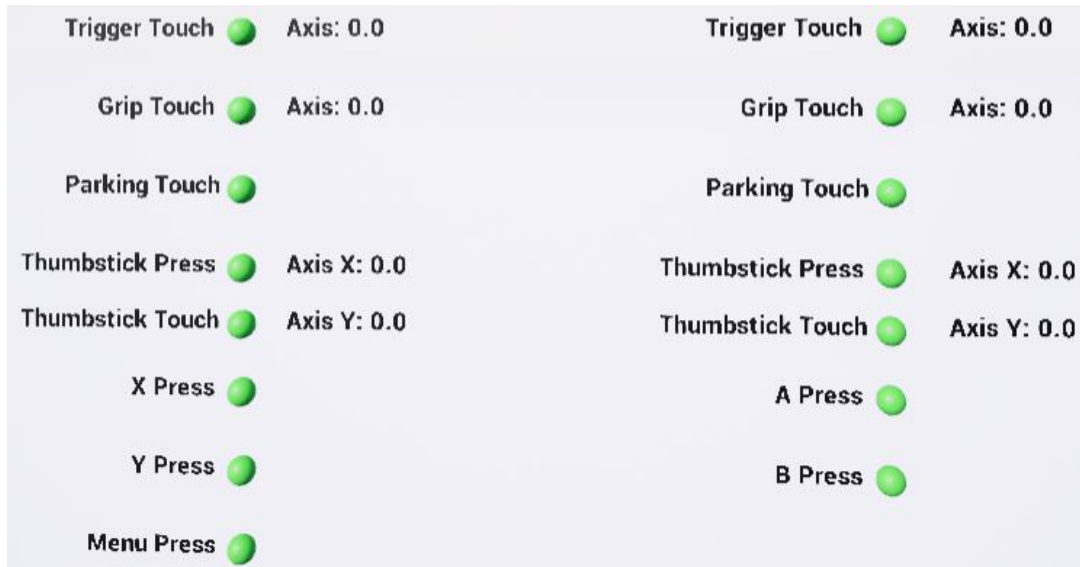 Trigger Touch Axis: 0.0
Grip Touch Axis: 0.0
Parking Touch
Thumbstick Press Axis X: 0.0
Thumbstick Touch Axis Y: 0.0
X Press
Y Press
Menu Press
Trigger Touch Axis: 0.0
Grip Touch Axis: 0.0
Parking Touch
Thumbstick Press Axis X: 0.0
Thumbstick Touch Axis Y: 0.0
A Press
B Press